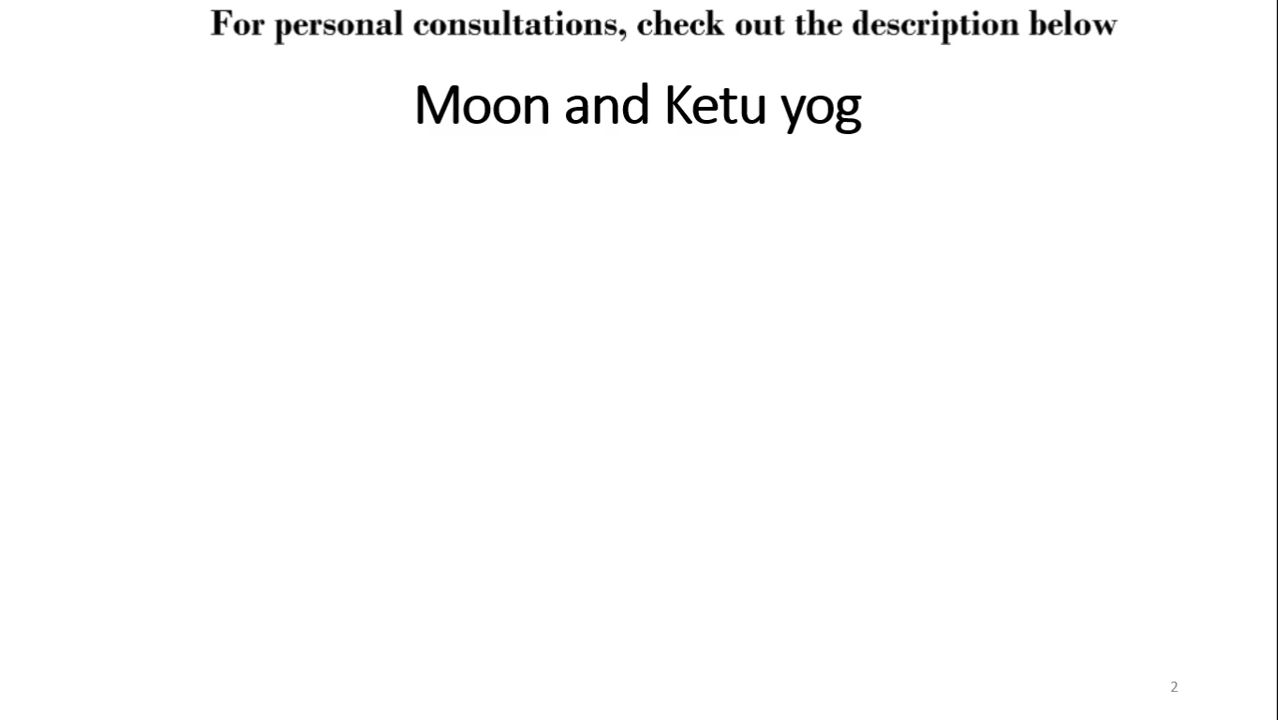 For personal consultations, check out the description below
Moon and Ketu yog
2